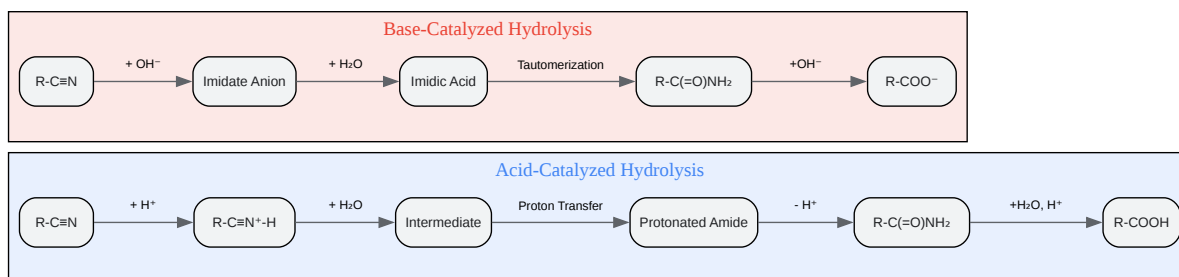 Base-Catalyzed Hydrolysis
+ OH⁻
+ H₂O
Tautomerization
+OH⁻
R-C≡N
Imidate Anion
Imidic Acid
R-C(=O)NH₂
R-COO⁻
Acid-Catalyzed Hydrolysis
+ H⁺
+ H₂O
Proton Transfer
- H⁺
+H₂O, H⁺
R-C≡N
R-C≡N⁺-H
Intermediate
Protonated Amide
R-C(=O)NH₂
R-COOH